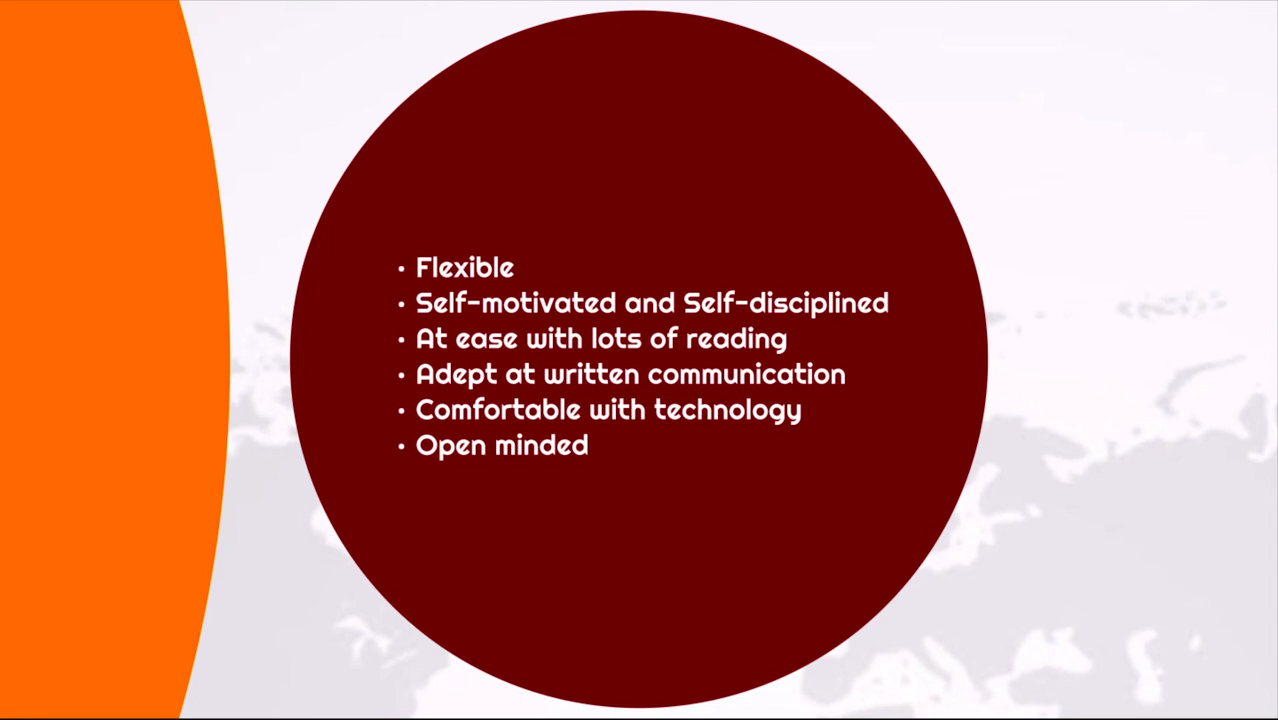 • Flexible
• Self-motivated and Self-disciplined
• At ease with lots of reading
• Adept at written communication
• Comfortable with technology
• Open minded